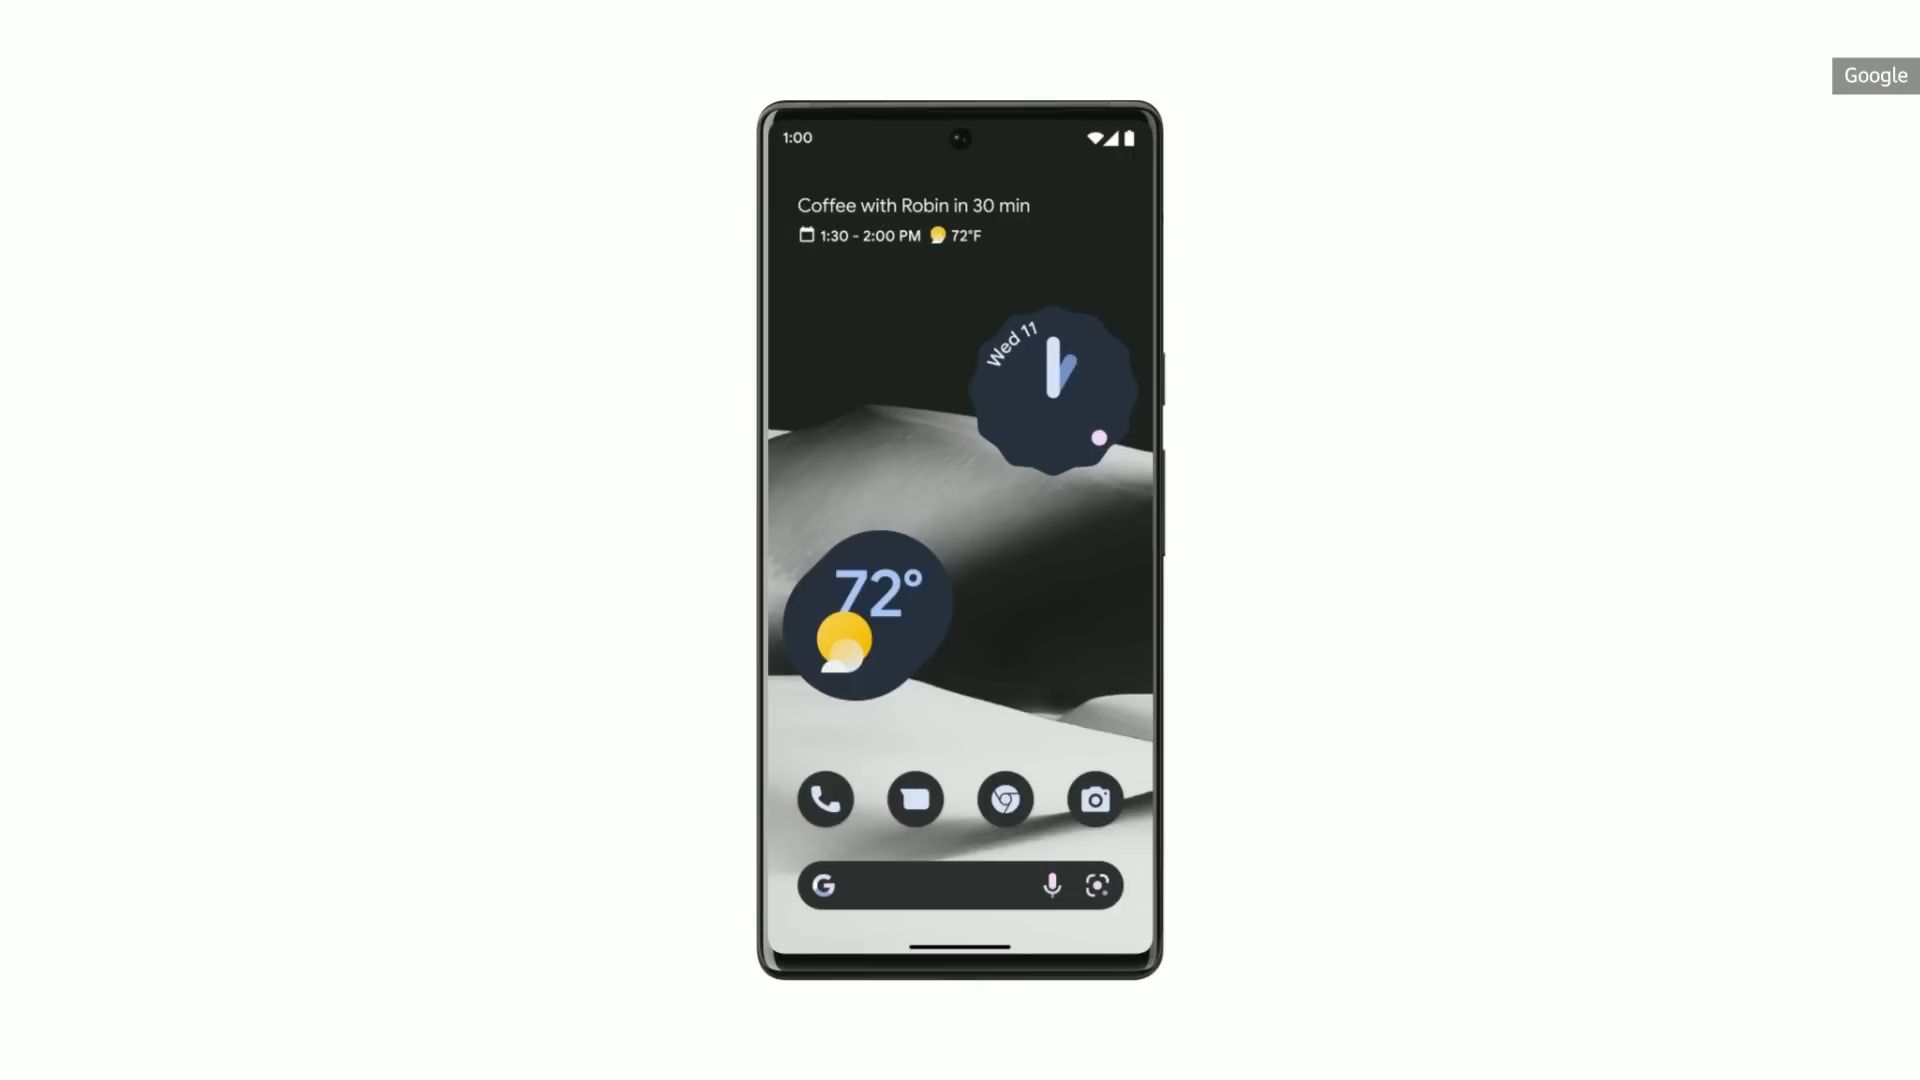 Google
1:00
Coffee with Robin in 30 min
1:30 - 2:00 PM 72°F
Wed 11
72°
G